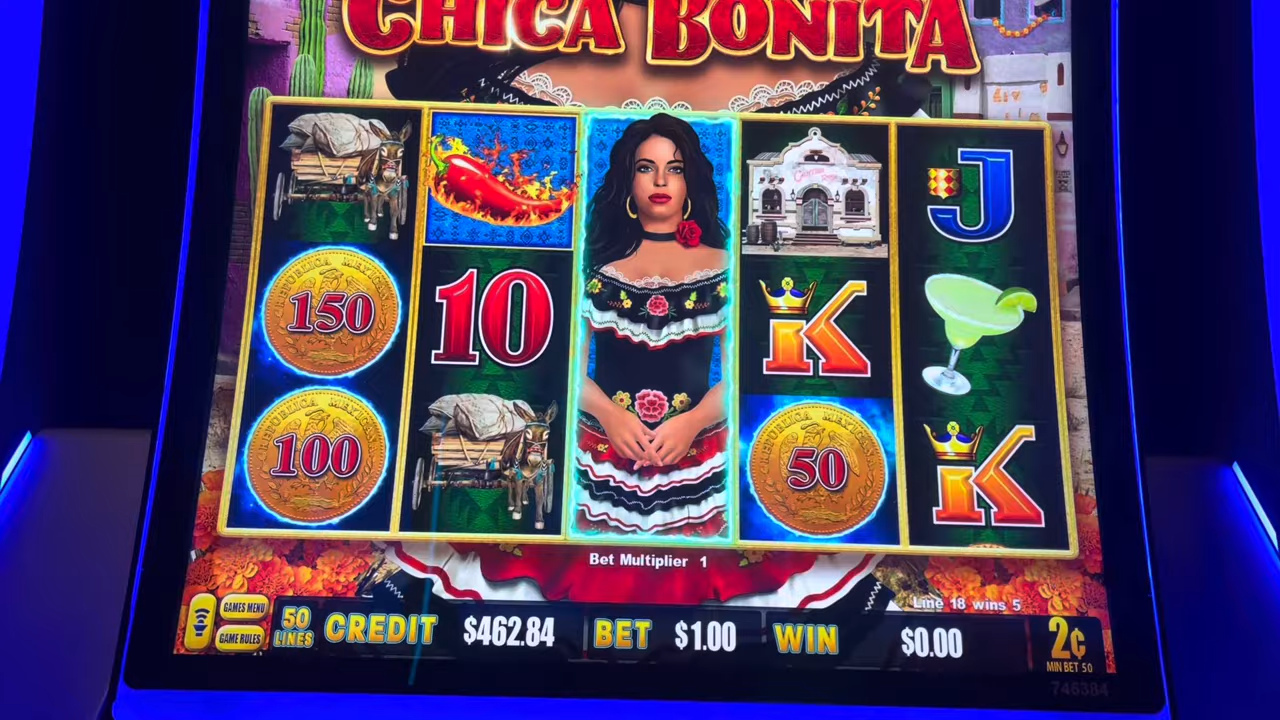 CHICA BONITA
J
150
10
K
100
50
K
Bet Multiplier 1
Line 18 wins 5
GAMES MENU
GAME RULES
50
LINES
CREDIT $462.84
BET $1.00
WIN $0.00
2¢
MIN BET 50
746384